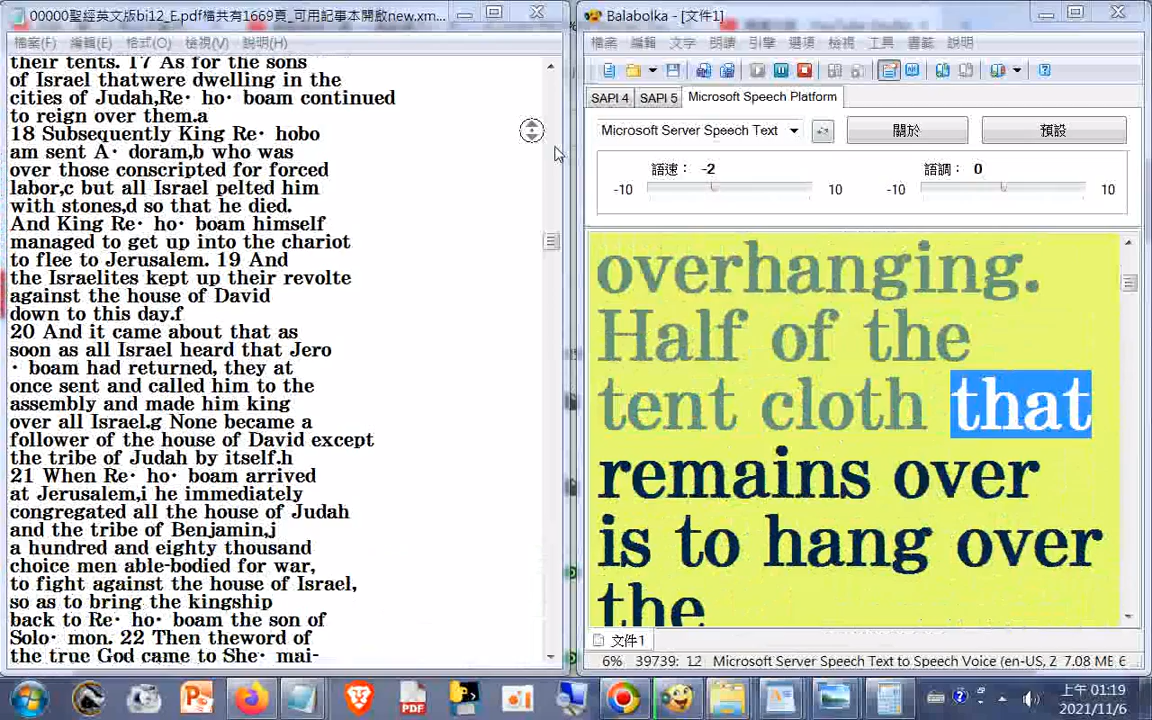 00000聖經英文版bi12_E.pdf檔共有1669頁_可用記事本開啟new.xm...
檔案(F) 編輯(E) 格式(O) 檢視(V) 說明(H)
their tents. 17 As for the sons
of Israel thatwere dwelling in the
cities of Judah,Re· ho· boam continued
to reign over them.a
18 Subsequently King Re· hobo
am sent A· doram,b who was
over those conscripted for forced
labor,c but all Israel pelted him
with stones,d so that he died.
And King Re· ho· boam himself
managed to get up into the chariot
to flee to Jerusalem. 19 And
the Israelites kept up their revolte
against the house of David
down to this day.f
20 And it came about that as
soon as all Israel heard that Jero
· boam had returned, they at
once sent and called him to the
assembly and made him king
over all Israel.g None became a
follower of the house of David except
the tribe of Judah by itself.h
21 When Re· ho· boam arrived
at Jerusalem,i he immediately
congregated all the house of Judah
and the tribe of Benjamin,j
a hundred and eighty thousand
choice men able-bodied for war,
to fight against the house of Israel,
so as to bring the kingship
back to Re· ho· boam the son of
Solo· mon. 22 Then theword of
the true God came to She· mai-
Balabolka - [文件1]
檔案 編輯 文字 朗讀 引擎 選項 檢視 工具 書籤 說明
SAPI 4 SAPI 5 Microsoft Speech Platform
Microsoft Server Speech Text 關於 預設
語速： -2 語調： 0
-10 10 -10 10
overhanging.
Half of the
tent cloth that
remains over
is to hang over
the
文件1
6% 39739: 12 Microsoft Server Speech Text to Speech Voice (en-US, Z 7.08 MB 6
PDF
上午 01:19
2021/11/6